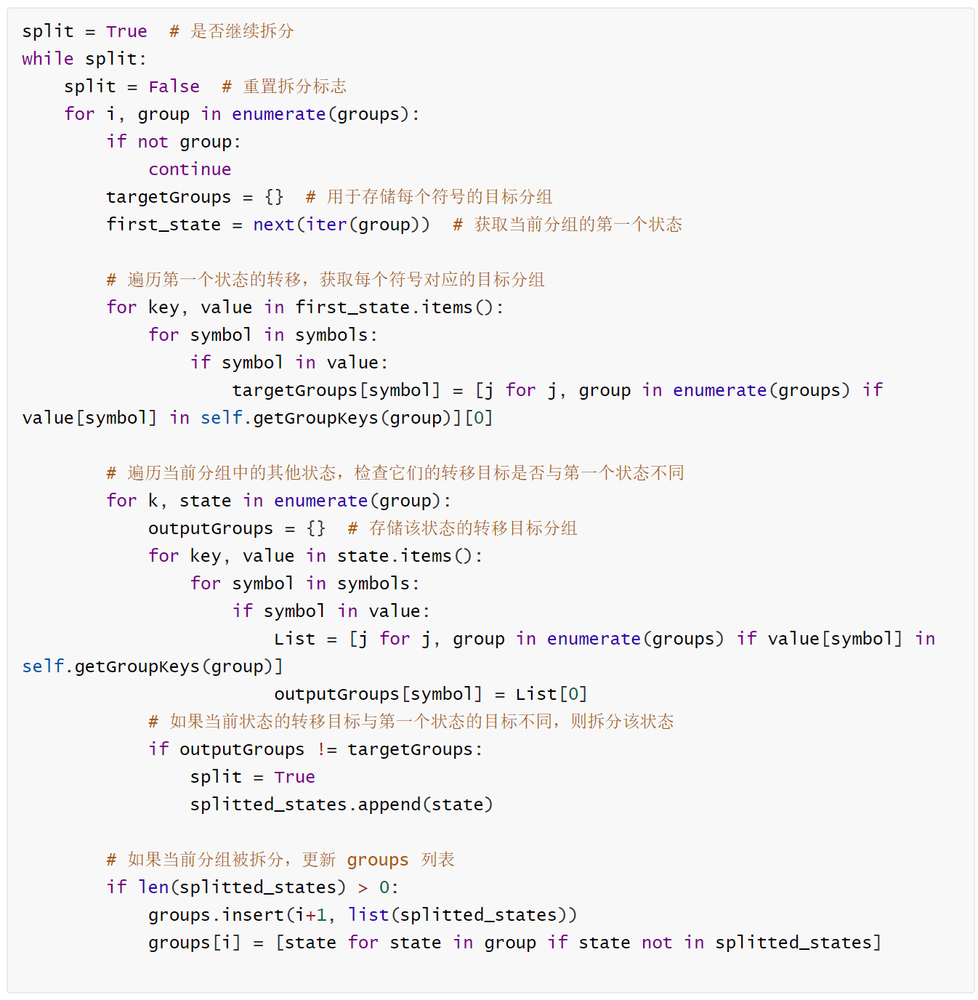 split = True  # 是否继续拆分
while split:
    split = False  # 重置拆分标志
    for i, group in enumerate(groups):
        if not group:
            continue
        targetGroups = {}  # 用于存储每个符号的目标分组
        first_state = next(iter(group))  # 获取当前分组的第一个状态

        # 遍历第一个状态的转移，获取每个符号对应的目标分组
        for key, value in first_state.items():
            for symbol in symbols:
                if symbol in value:
                    targetGroups[symbol] = [j for j, group in enumerate(groups) if
value[symbol] in self.getGroupKeys(group)][0]

        # 遍历当前分组中的其他状态，检查它们的转移目标是否与第一个状态不同
        for k, state in enumerate(group):
            outputGroups = {}  # 存储该状态的转移目标分组
            for key, value in state.items():
                for symbol in symbols:
                    if symbol in value:
                        List = [j for j, group in enumerate(groups) if value[symbol] in
self.getGroupKeys(group)]
                        outputGroups[symbol] = List[0]
            # 如果当前状态的转移目标与第一个状态的目标不同，则拆分该状态
            if outputGroups != targetGroups:
                split = True
                splitted_states.append(state)

        # 如果当前分组被拆分，更新 groups 列表
        if len(splitted_states) > 0:
            groups.insert(i+1, list(splitted_states))
            groups[i] = [state for state in group if state not in splitted_states]